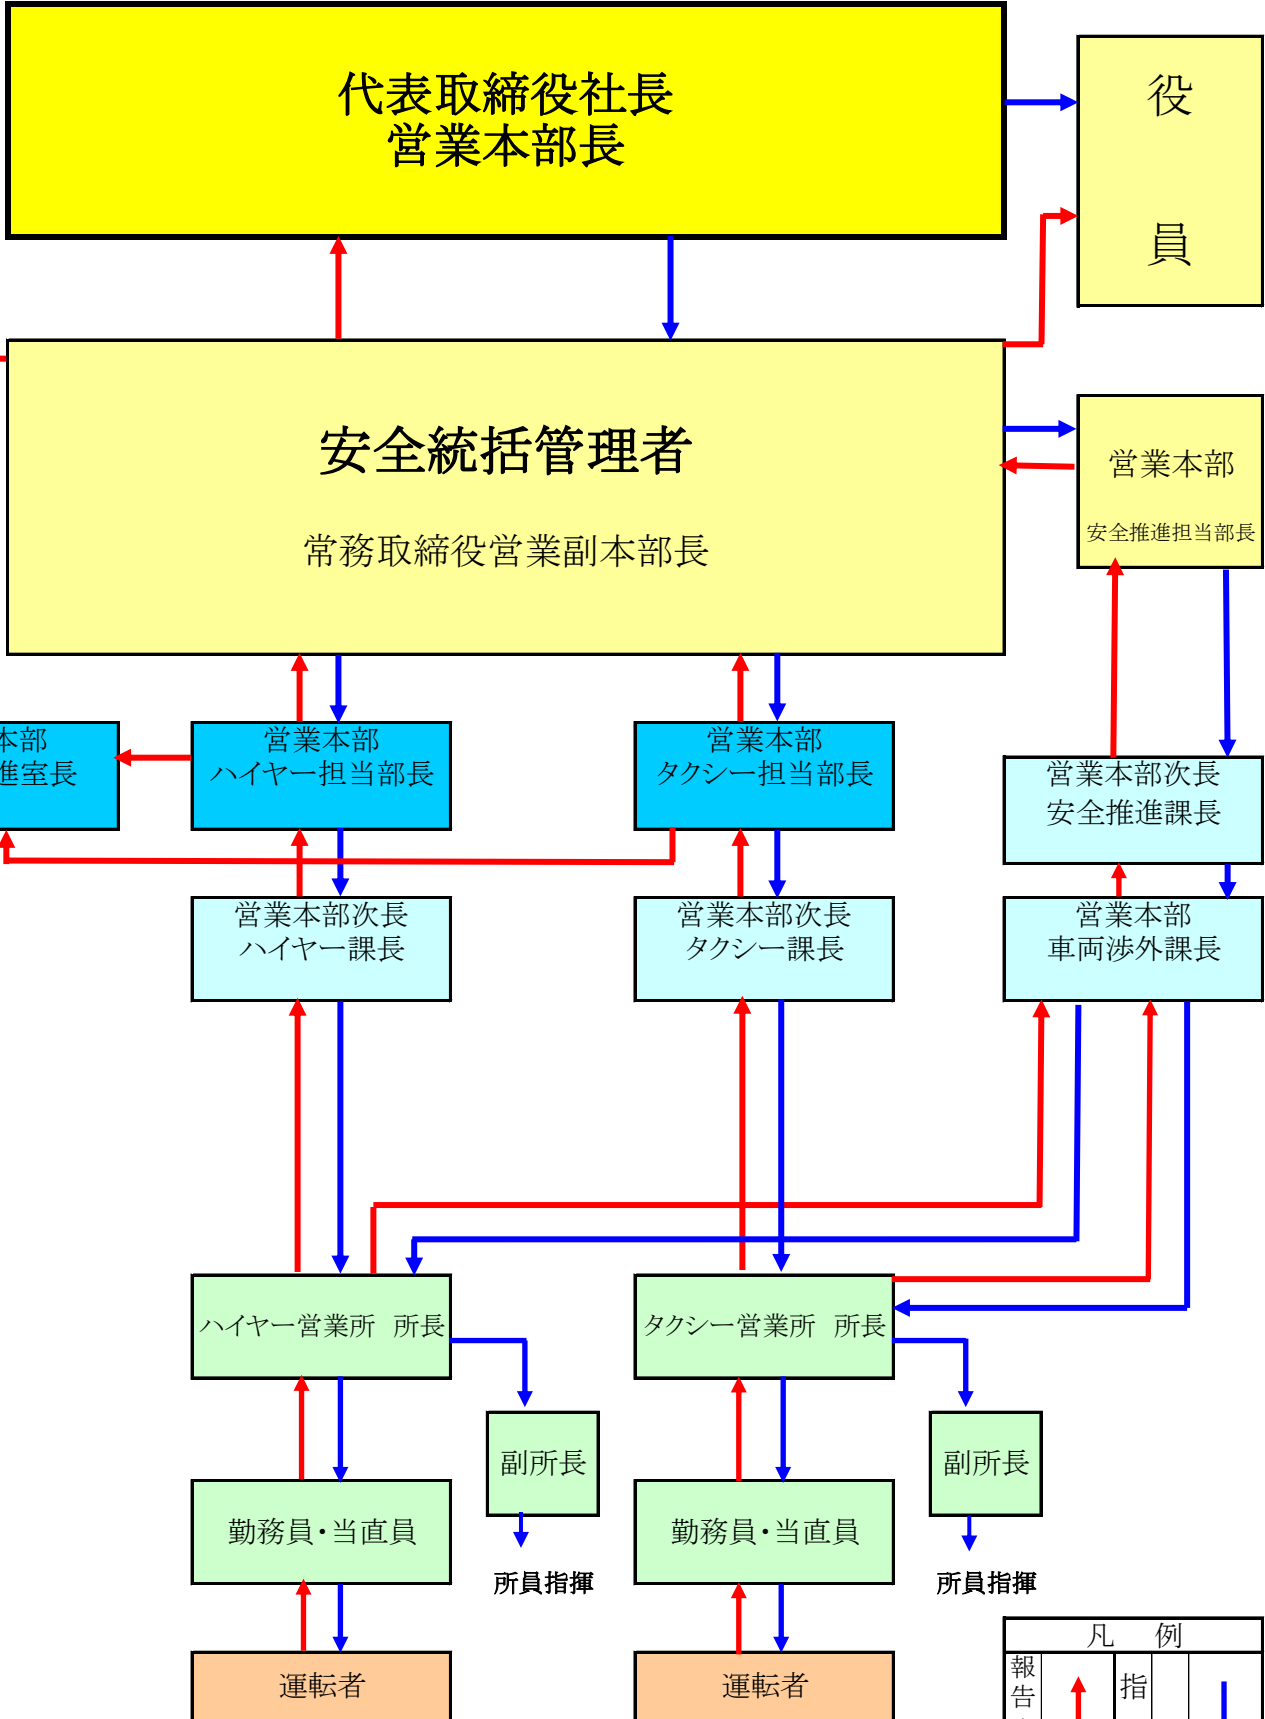 代表取締役社長
営業本部長
役
員
安全統括管理者
常務取締役営業副本部長
営業本部
安全推進担当部長
本部
進室長
営業本部
ハイヤー担当部長
営業本部
タクシー担当部長
営業本部次長
安全推進課長
営業本部次長
ハイヤー課長
営業本部次長
タクシー課長
営業本部
車両渉外課長
ハイヤー営業所 所長
タクシー営業所 所長
副所長
副所長
勤務員・当直員
勤務員・当直員
所員指揮
所員指揮
運転者
運転者
凡 例
報
告
指